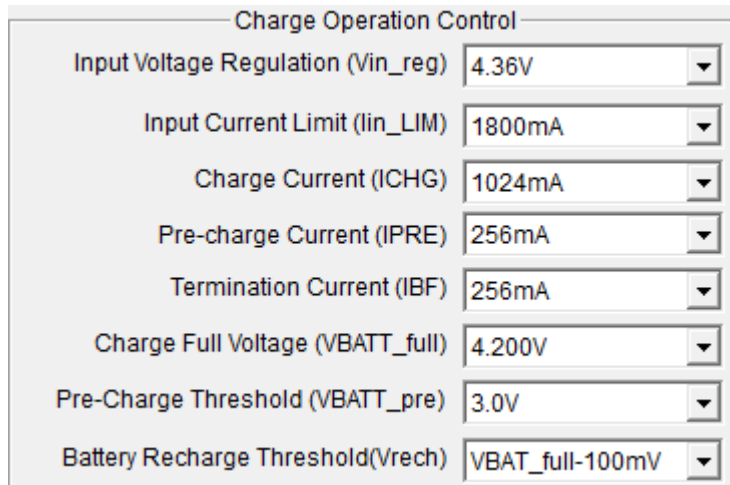 Charge Operation Control
Input Voltage Regulation (Vin_reg) 4.36V
Input Current Limit (Iin_LIM) 1800mA
Charge Current (ICHG) 1024mA
Pre-charge Current (IPRE) 256mA
Termination Current (IBF) 256mA
Charge Full Voltage (VBATT_full) 4.200V
Pre-Charge Threshold (VBATT_pre) 3.0V
Battery Recharge Threshold(Vrech) VBAT_full-100mV